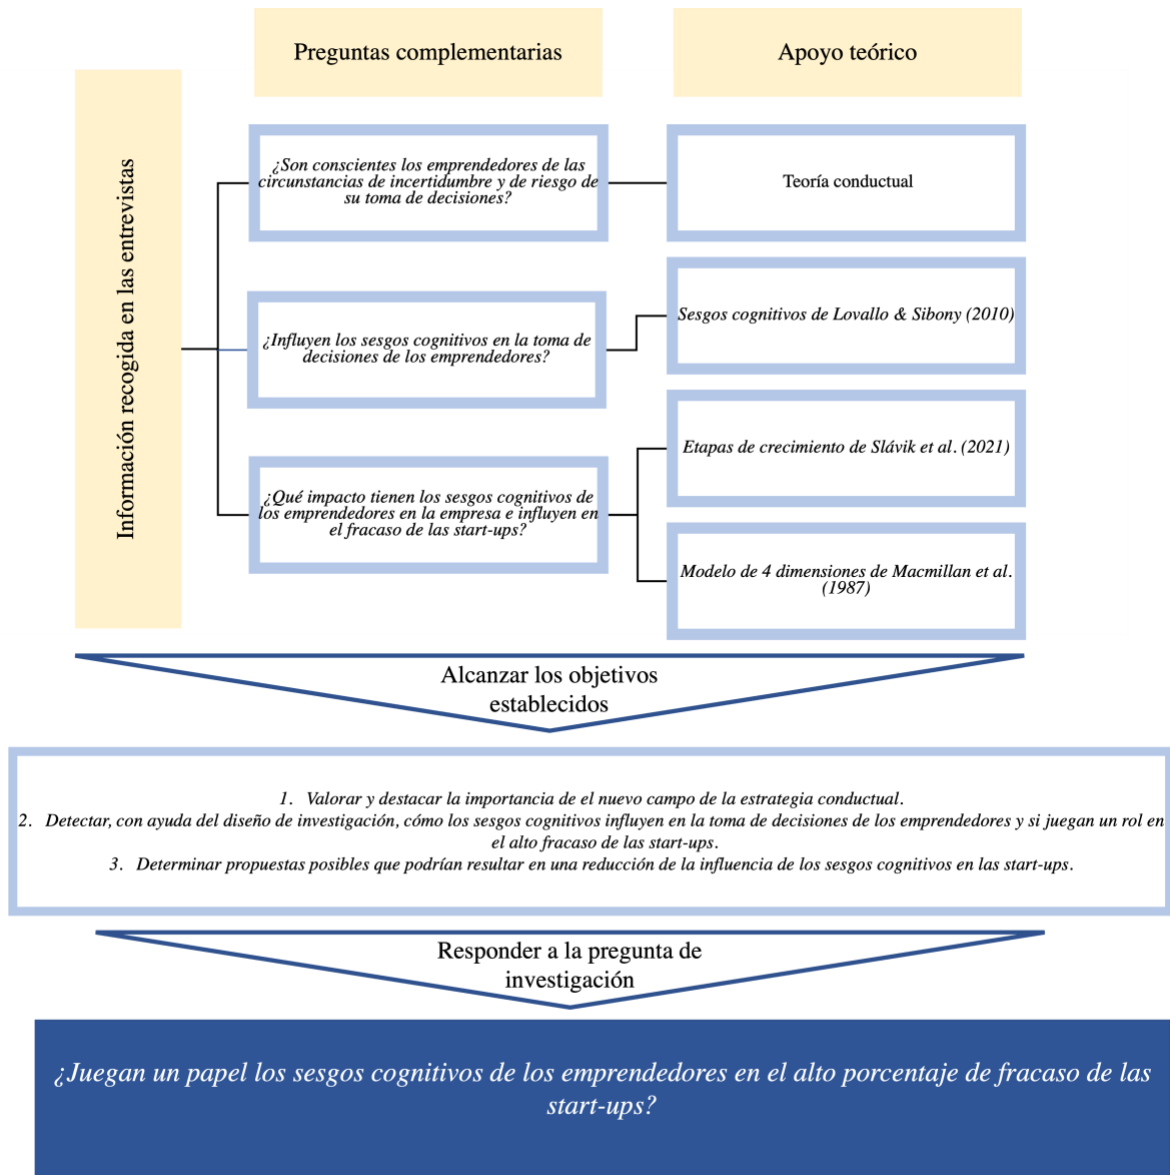 Preguntas complementarias
Apoyo teórico
Información recogida en las entrevistas
¿Son conscientes los emprendedores de las
circunstancias de incertidumbre y de riesgo de
su toma de decisiones?
Teoría conductual
¿Influyen los sesgos cognitivos en la toma de
decisiones de los emprendedores?
Sesgos cognitivos de Lovallo & Sibony (2010)
¿Qué impacto tienen los sesgos cognitivos de
los emprendedores en la empresa e influyen en
el fracaso de las start-ups?
Etapas de crecimiento de Slávik et al. (2021)
Modelo de 4 dimensiones de Macmillan et al.
(1987)
Alcanzar los objetivos
establecidos
1. Valorar y destacar la importancia de el nuevo campo de la estrategia conductual.
2. Detectar, con ayuda del diseño de investigación, cómo los sesgos cognitivos influyen en la toma de decisiones de los emprendedores y si juegan un rol en
el alto fracaso de las start-ups.
3. Determinar propuestas posibles que podrían resultar en una reducción de la influencia de los sesgos cognitivos en las start-ups.
Responder a la pregunta de
investigación
¿Juegan un papel los sesgos cognitivos de los emprendedores en el alto porcentaje de fracaso de las
start-ups?